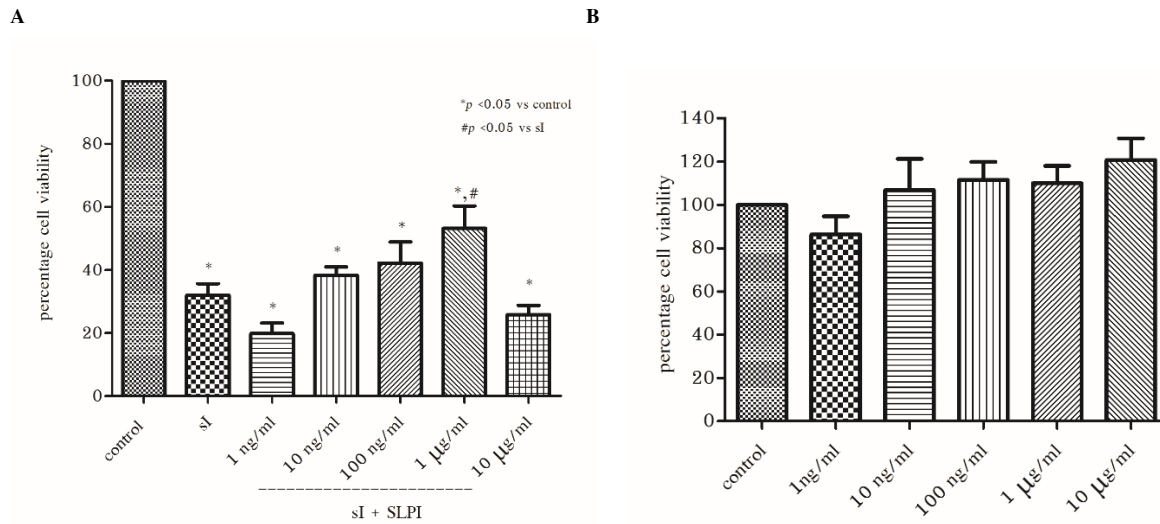 A
B
percentage cell viability
100
80
60
40
20
0
*p <0.05 vs control
#p <0.05 vs sI
*
*
*
*
*,#
*
control
sI
1 ng/ml
10 ng/ml
100 ng/ml
1 µg/ml
10 µg/ml
sI + SLPI
percentage cell viability
140
120
100
80
60
40
20
0
control
1ng/ml
10 ng/ml
100 ng/ml
1 µg/ml
10 µg/ml